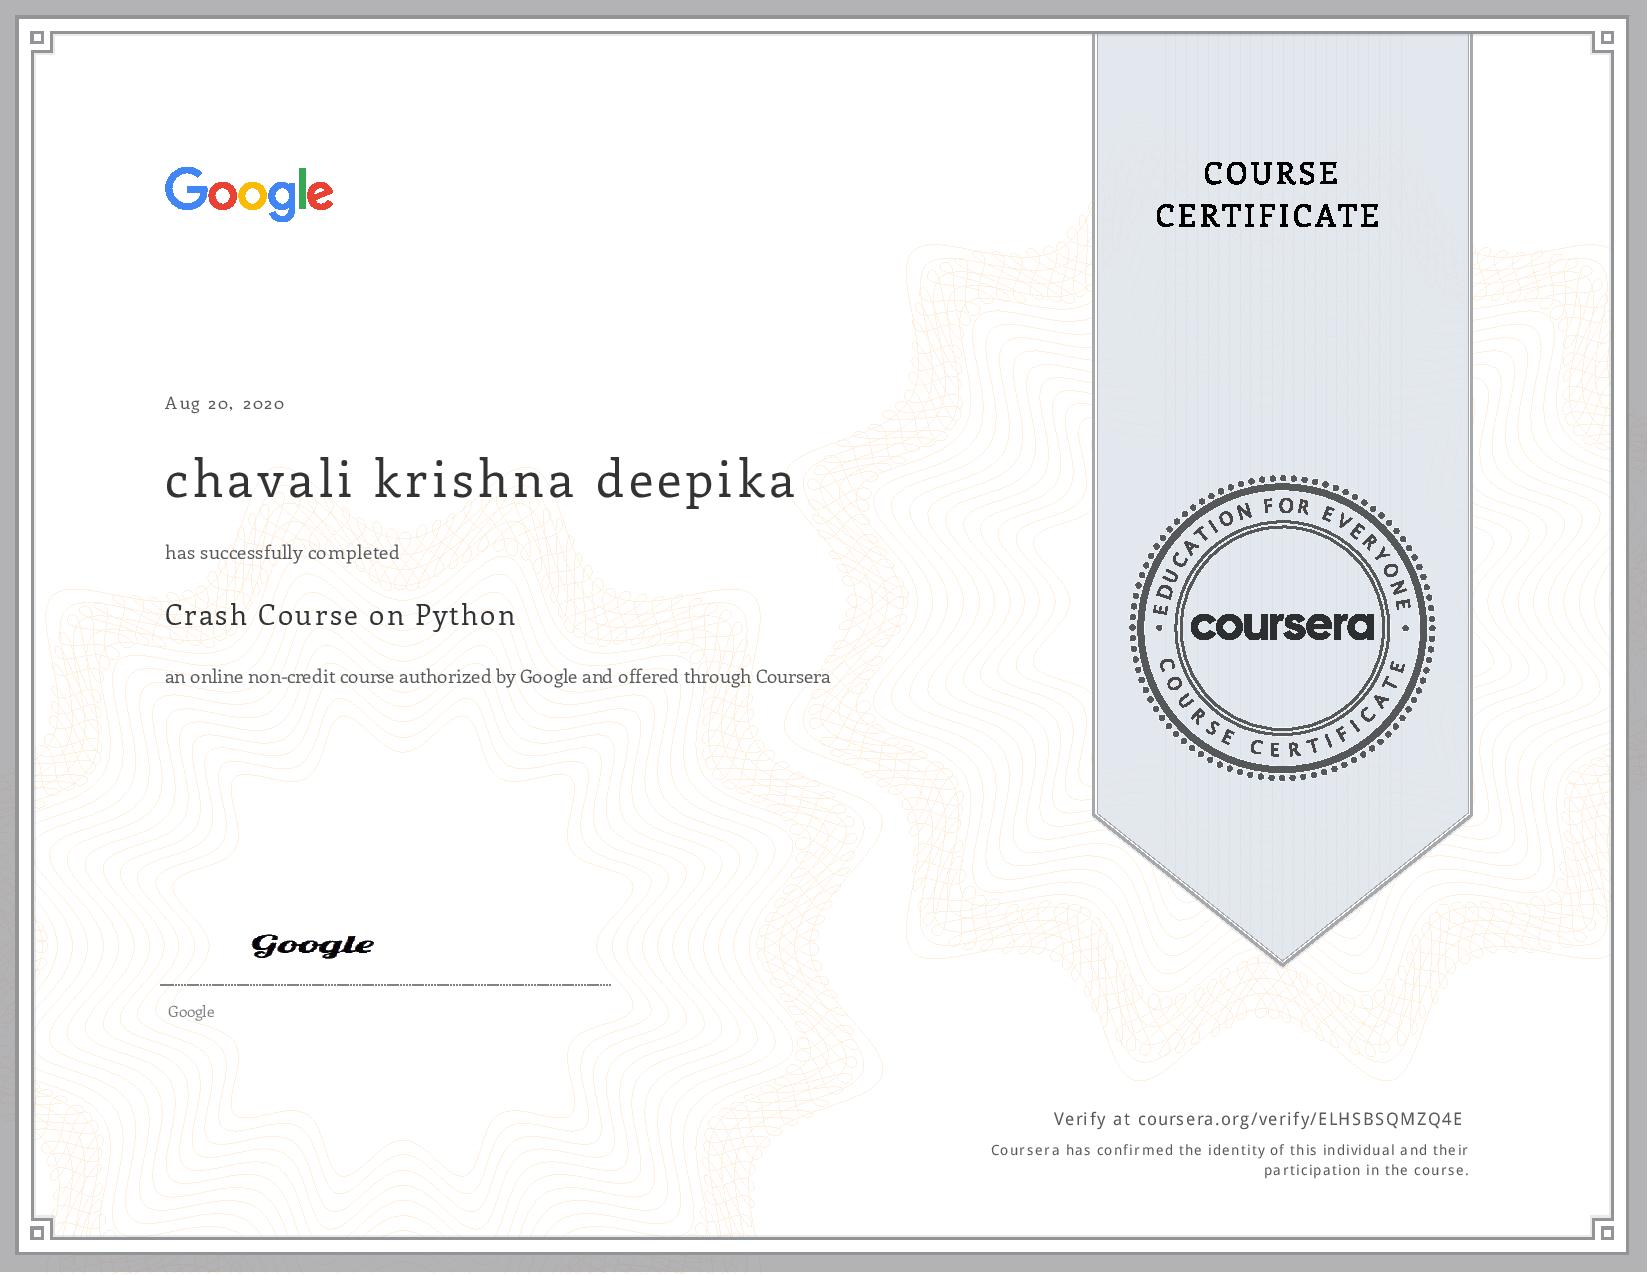 Google
COURSE
CERTIFICATE
Aug 20, 2020
chavali krishna deepika
has successfully completed
Crash Course on Python
an online non-credit course authorized by Google and offered through Coursera
EDUCATION FOR EVERYONE
coursera
COURSE CERTIFICATE
Google
Google
Verify at coursera.org/verify/ELHSBSQMZQ4E
Coursera has confirmed the identity of this individual and their
participation in the course.